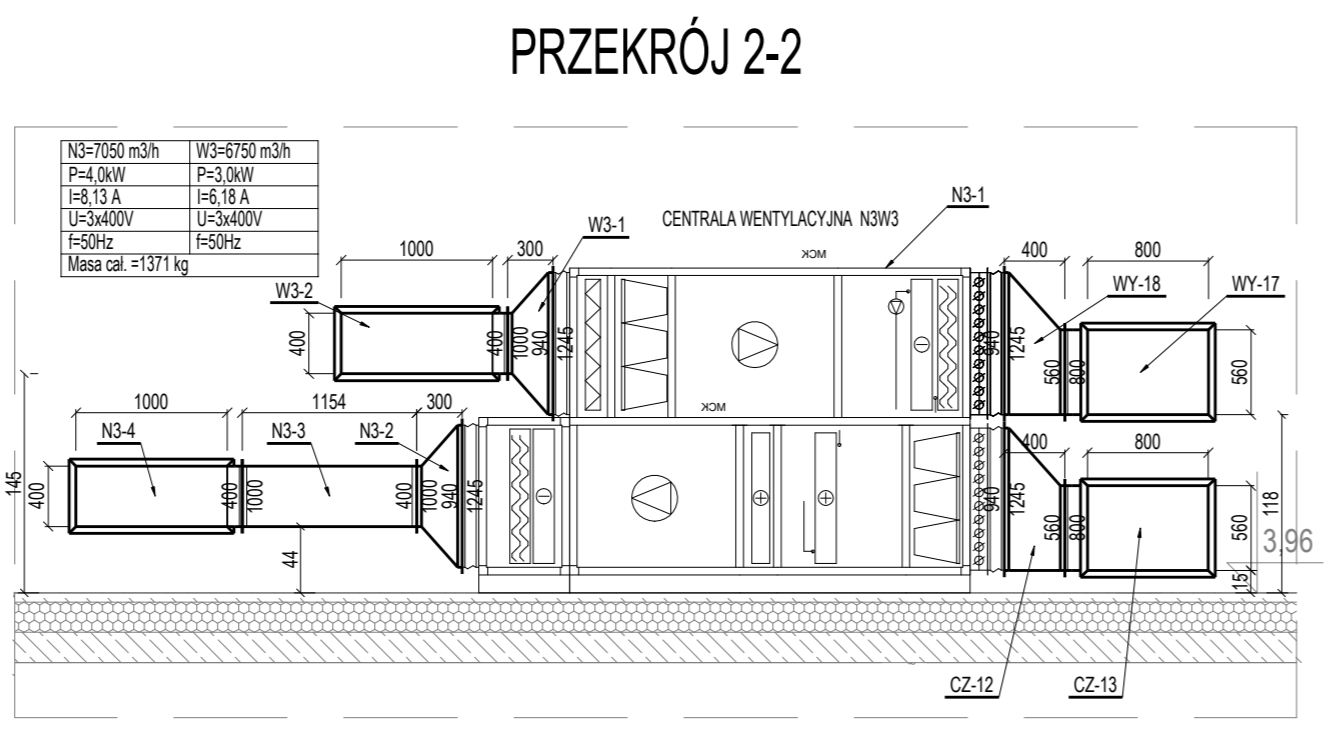 PRZEKRÓJ 2-2
N3=7050 m3/h W3=6750 m3/h
P=4,0kW P=3,0kW
I=8,13 A I=6,18 A
U=3x400V U=3x400V
f=50Hz f=50Hz
Masa cał. =1371 kg
CENTRALA WENTYLACYJNA N3W3
N3-1
W3-1
МСК
1000
300
400
800
W3-2
WY-18
WY-17
400
400
1000
940
1245
940
1245
560
800
560
МСК
1000
1154
300
400
800
N3-4
N3-3
N3-2
145
400
400
1000
400
1000
940
1245
940
1245
560
800
560
118
3,96
44
15
CZ-12
CZ-13